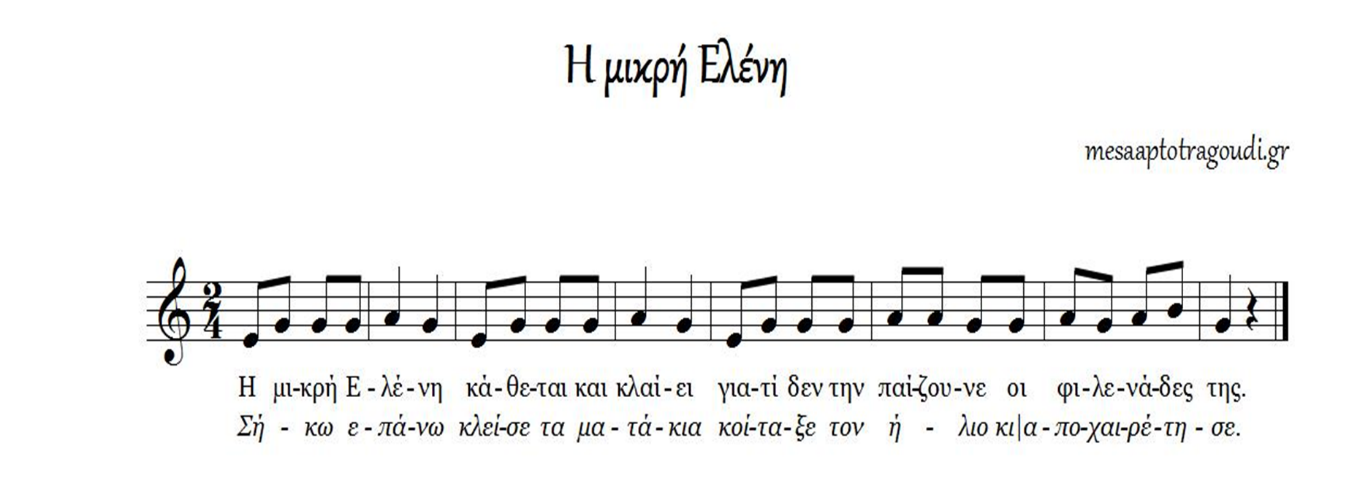 Η μικρή Ελένη
mesaaptotragoudi.gr
2
4
Η μι-κρή Ε - λέ - νη κά-θε-ται και κλαί-ει για-τί δεν την παί-ζου-νε οι φι-λε-νά-δες της.
Σή - κω ε - πά-νω κλεί-σε τα μα - τά-κια κοί-τα-ξε τον ή - λιο κι|α - πο-χαι-ρέ-τη - σε.